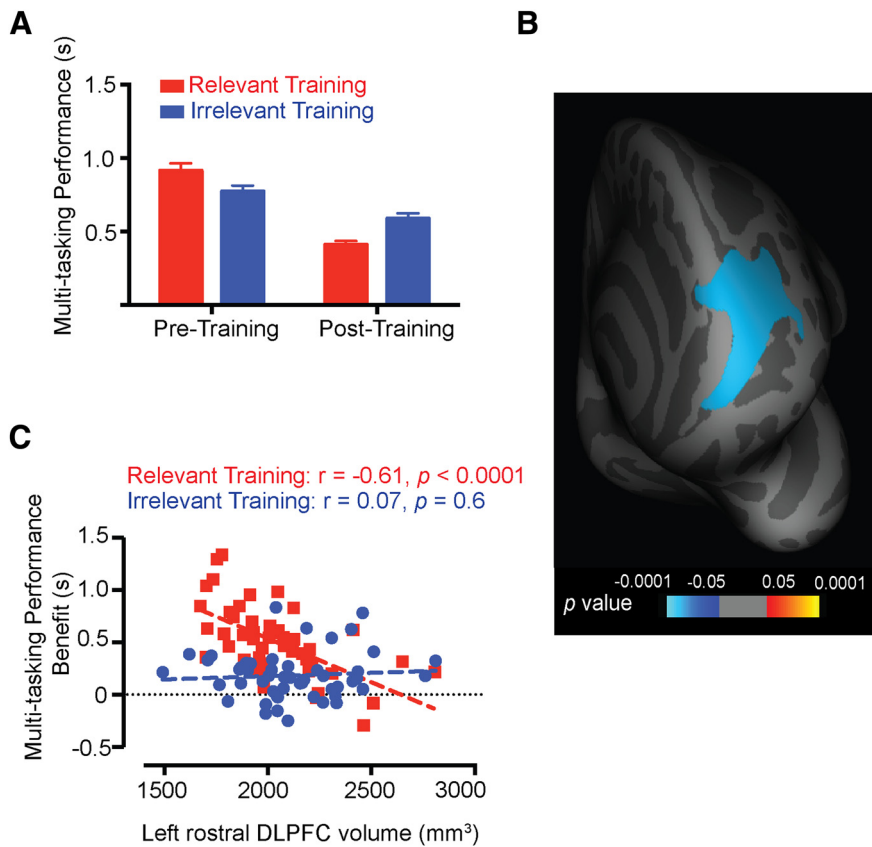 A
Multi-tasking Performance (s)
1.5
1.0
0.5
Relevant Training
Irrelevant Training
Pre-Training
Post-Training
B
-0.0001
-0.05
0.05
0.0001
p value
C
Relevant Training: r = -0.61, p < 0.0001
Irrelevant Training: r = 0.07, p = 0.6
Multi-tasking Performance
Benefit (s)
1.5
1.0
0.5
0
-0.5
1500
2000
2500
3000
Left rostral DLPFC volume (mm³)